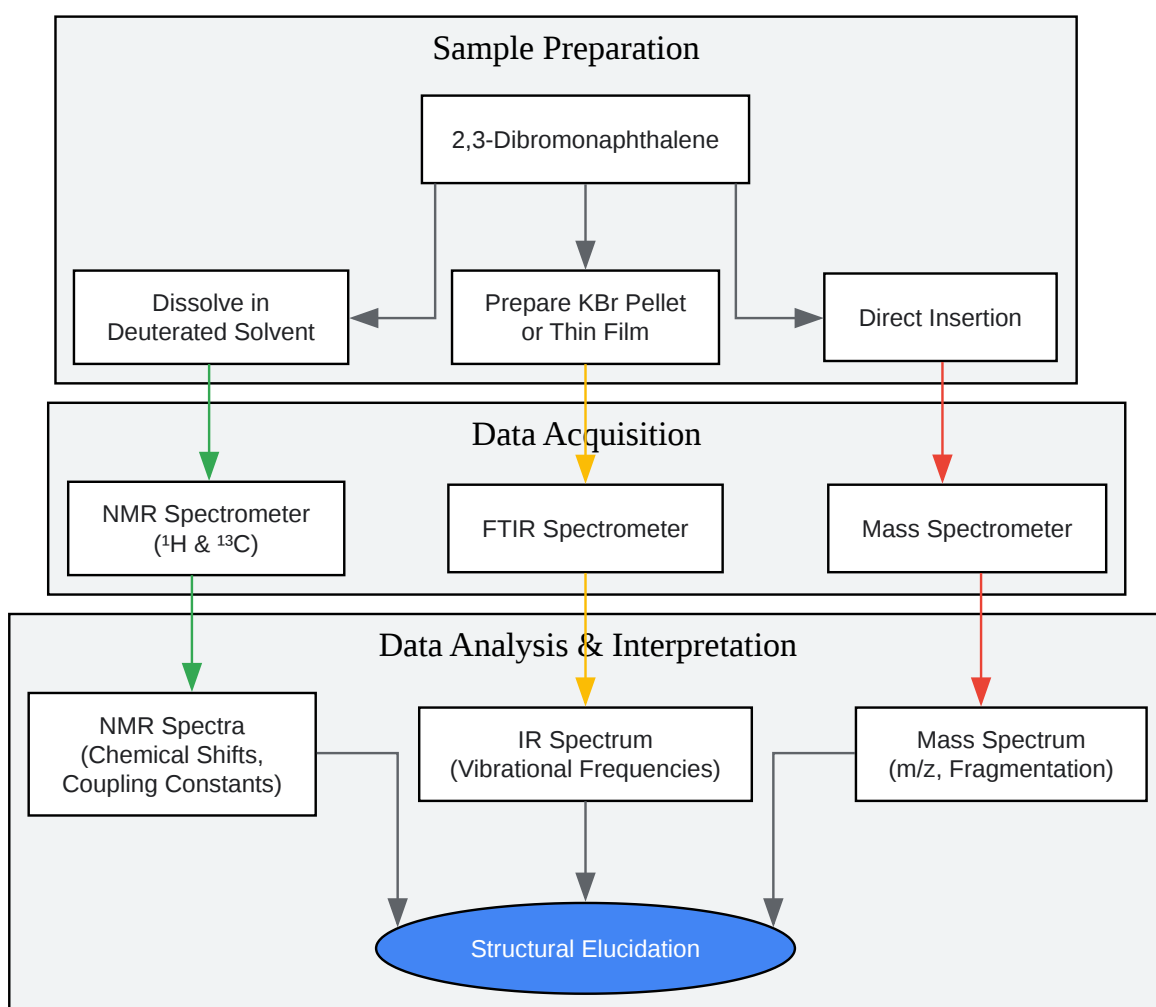 Sample Preparation
2,3-Dibromonaphthalene
Dissolve in
Deuterated Solvent
Prepare KBr Pellet
or Thin Film
Direct Insertion
Data Acquisition
NMR Spectrometer
(¹H & ¹³C)
FTIR Spectrometer
Mass Spectrometer
Data Analysis & Interpretation
NMR Spectra
(Chemical Shifts,
Coupling Constants)
IR Spectrum
(Vibrational Frequencies)
Mass Spectrum
(m/z, Fragmentation)
Structural Elucidation